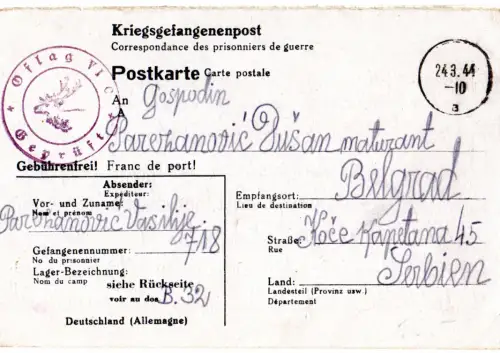 Kriegsgefangenenpost
Correspondance des prisonniers de guerre
Oflag VI C
Geprüft
Postkarte Carte postale
24.3.44
-10
a
An Gospodin
A
Parezanović Dušan maturant
Gebührenfrei! Franc de port!
Absender:
Expéditeur:
Vor- und Zuname:
Nom et prénom
Parezanović Vasilije
Gefangenennummer: 718
No du prisonnier
Lager-Bezeichnung:
Nom du camp
siehe Rückseite
voir au dos B. 32
Deutschland (Allemagne)
Empfangsort: Belgrad
Lieu de destination
Straße: Koče Kapetana 45
Rue
Land: Serbien
Landesteil (Provinz usw.)
Département